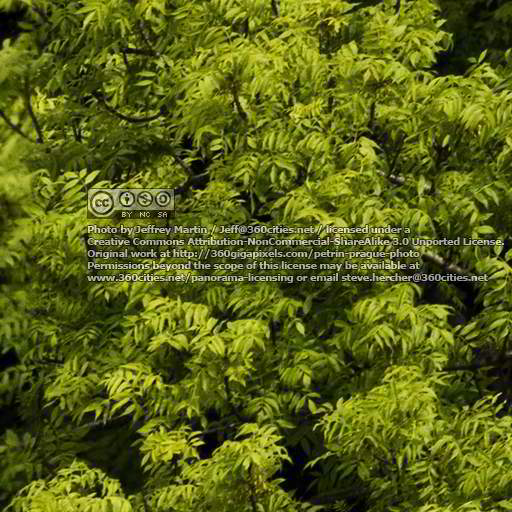 cc BY NC SA
Photo by Jeffrey Martin / Jeff@360cities.net / licensed under a
Creative Commons Attribution-NonCommercial-ShareAlike 3.0 Unported License.
Original work at http://360gigapixels.com/petrin-prague-photo
Permissions beyond the scope of this license may be available at
www.360cities.net/panorama-licensing or email steve.hercher@360cities.net